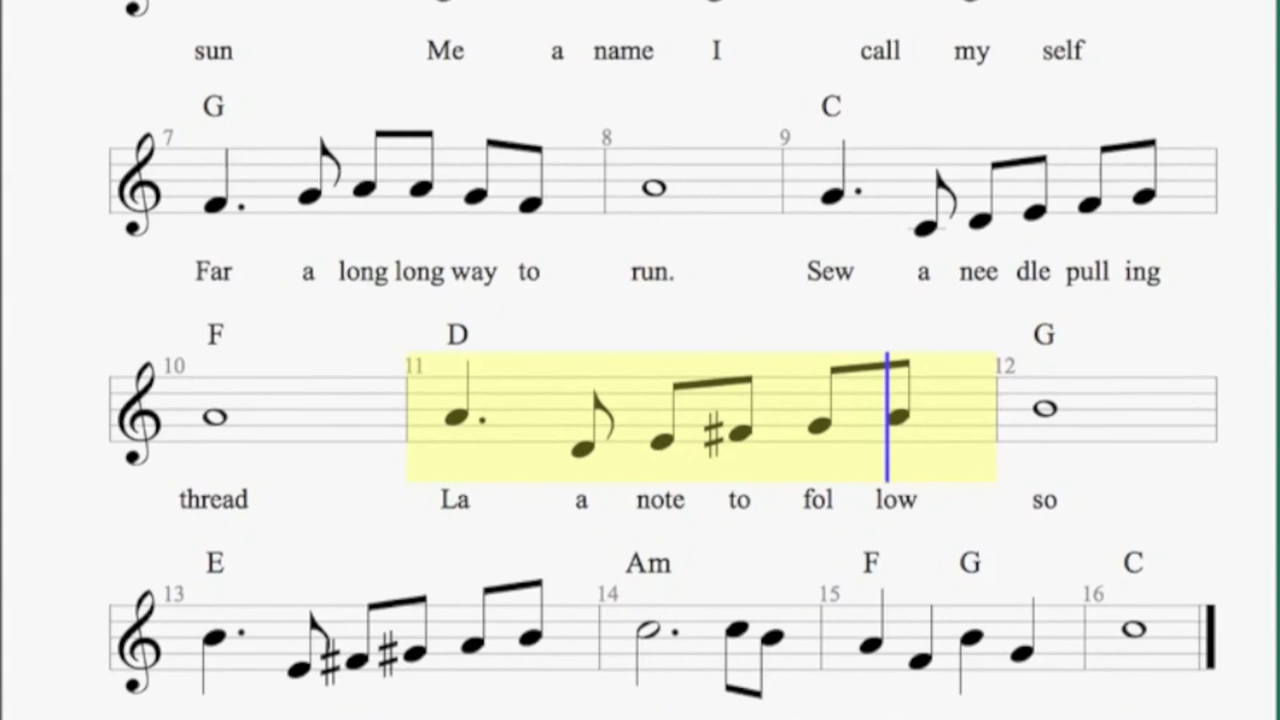 sun Me a name I call my self
G C
7 8 9
Far a long long way to run. Sew a nee dle pull ing
F D G
10 11 12
thread La a note to fol low so
E Am F G C
13 14 15 16